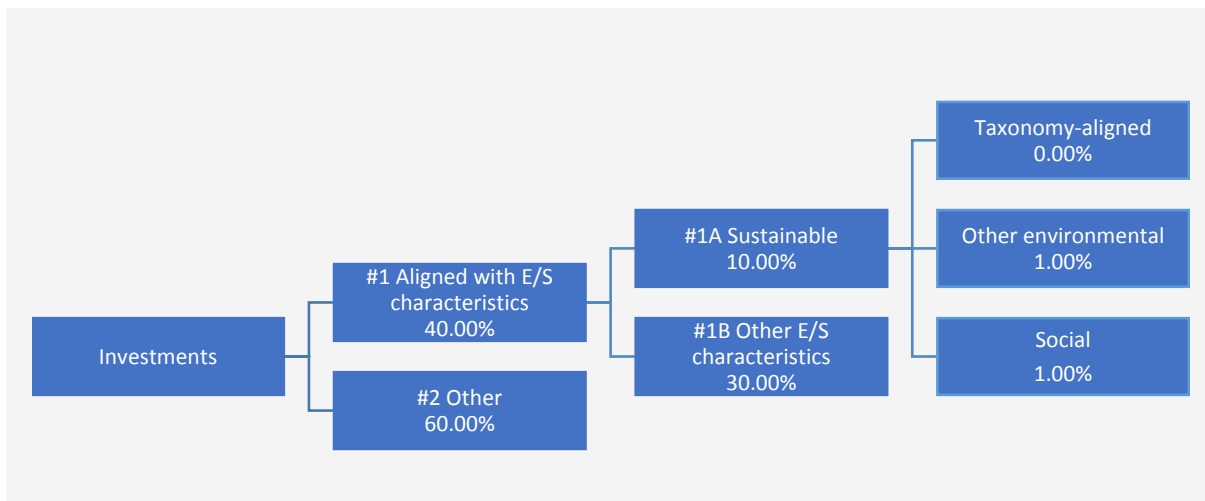 Investments
#1 Aligned with E/S
characteristics
40.00%
#2 Other
60.00%
#1A Sustainable
10.00%
#1B Other E/S
characteristics
30.00%
Taxonomy-aligned
0.00%
Other environmental
1.00%
Social
1.00%